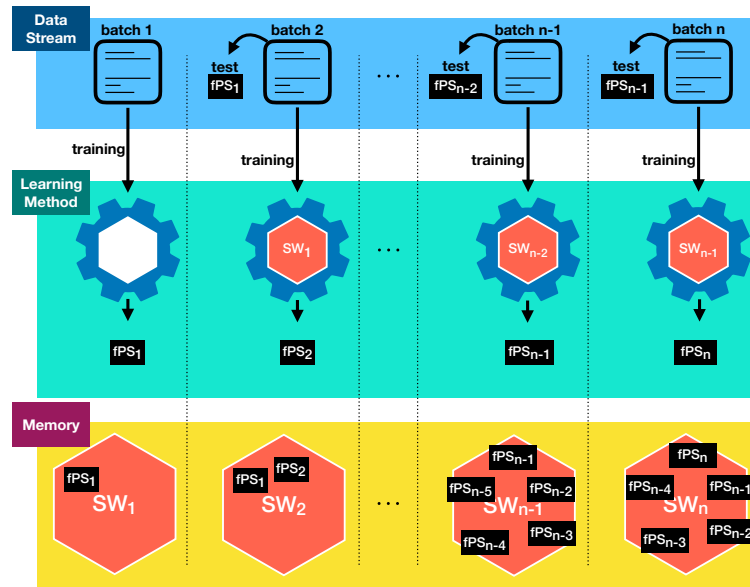 Data
Stream
batch 1
batch 2
batch n-1
batch n
test
fPS1
test
fPSn-2
test
fPSn-1
...
training
training
training
training
Learning
Method
SW1
...
SWn-2
SWn-1
fPS1
fPS2
fPSn-1
fPSn
Memory
fPS1
SW1
fPS1
fPS2
SW2
...
fPSn-1
fPSn-5
fPSn-2
SWn-1
fPSn-4
fPSn-3
fPSn
fPSn-4
fPSn-1
SWn
fPSn-3
fPSn-2